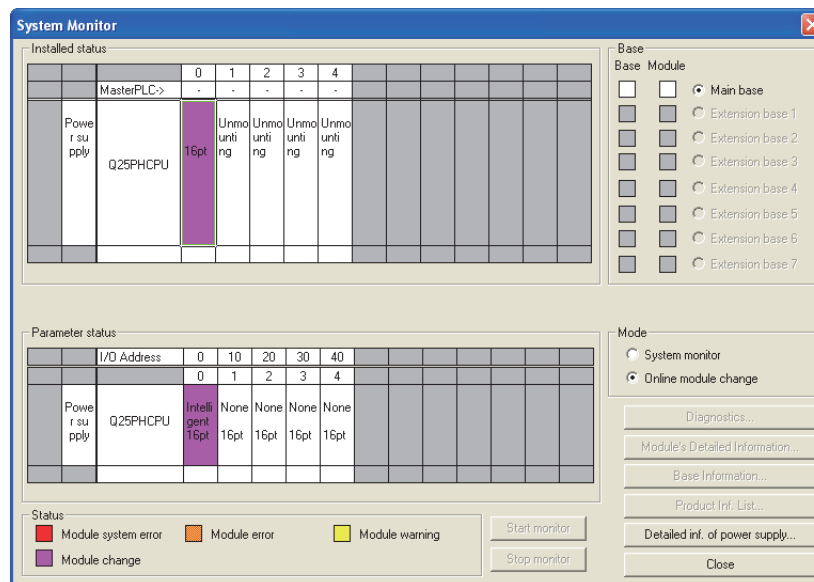 System Monitor
Installed status
0 1 2 3 4
MasterPLC-> - - - - -
Powe
r su
pply
Q25PHCPU
16pt
Unmo
unti
ng
Unmo
unti
ng
Unmo
unti
ng
Unmo
unti
ng
Base
Base Module
Main base
Extension base 1
Extension base 2
Extension base 3
Extension base 4
Extension base 5
Extension base 6
Extension base 7
Parameter status
I/O Address 0 10 20 30 40
0 1 2 3 4
Powe
r su
pply
Q25PHCPU
Intelli
gent
16pt
None
16pt
None
16pt
None
16pt
None
16pt
Mode
System monitor
Online module change
Diagnostics...
Module's Detailed Information...
Base Information...
Product Inf. List...
Detailed inf. of power supply...
Close
Status
Module system error
Module error
Module warning
Module change
Start monitor
Stop monitor